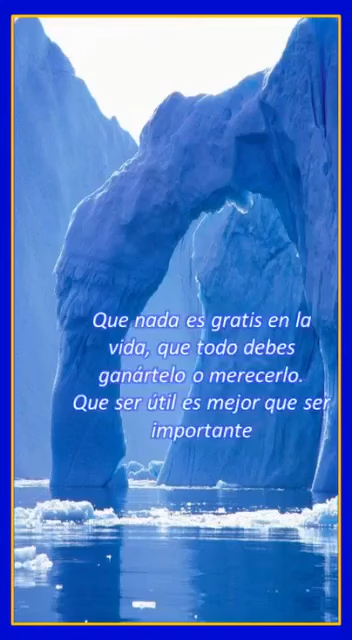 Que nada es gratis en la
vida, que todo debes
ganártelo o merecerlo.
Que ser útil es mejor que ser
importante